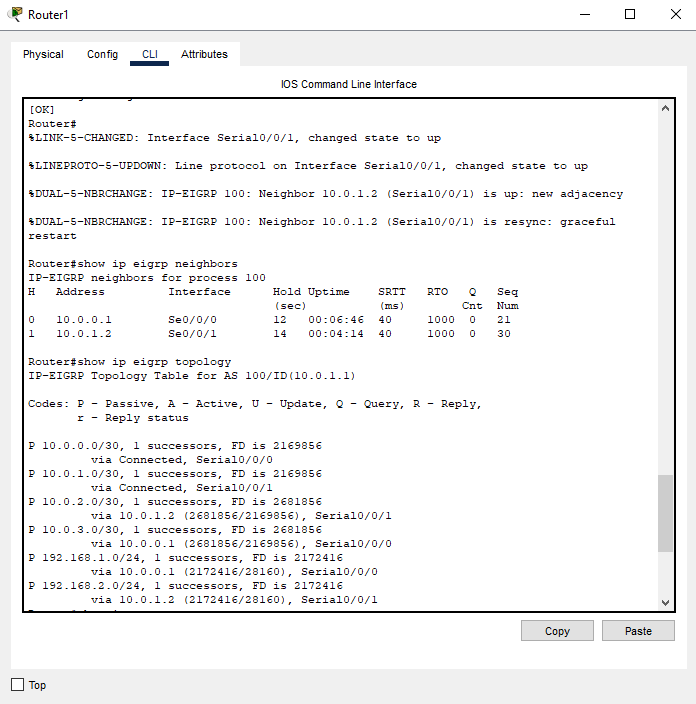 Router1
Physical Config CLI Attributes
IOS Command Line Interface
[OK]
Router#
%LINK-5-CHANGED: Interface Serial0/0/1, changed state to up
%LINEPROTO-5-UPDOWN: Line protocol on Interface Serial0/0/1, changed state to up
%DUAL-5-NBRCHANGE: IP-EIGRP 100: Neighbor 10.0.1.2 (Serial0/0/1) is up: new adjacency
%DUAL-5-NBRCHANGE: IP-EIGRP 100: Neighbor 10.0.1.2 (Serial0/0/1) is resync: graceful
restart
Router#show ip eigrp neighbors
IP-EIGRP neighbors for process 100
H Address Interface Hold Uptime SRTT RTO Q Seq
(sec) (ms) Cnt Num
0 10.0.0.1 Se0/0/0 12 00:06:46 40 1000 0 21
1 10.0.1.2 Se0/0/1 14 00:04:14 40 1000 0 30
Router#show ip eigrp topology
IP-EIGRP Topology Table for AS 100/ID(10.0.1.1)
Codes: P - Passive, A - Active, U - Update, Q - Query, R - Reply,
r - Reply status
P 10.0.0.0/30, 1 successors, FD is 2169856
via Connected, Serial0/0/0
P 10.0.1.0/30, 1 successors, FD is 2169856
via Connected, Serial0/0/1
P 10.0.2.0/30, 1 successors, FD is 2681856
via 10.0.1.2 (2681856/2169856), Serial0/0/1
P 10.0.3.0/30, 1 successors, FD is 2681856
via 10.0.0.1 (2681856/2169856), Serial0/0/0
P 192.168.1.0/24, 1 successors, FD is 2172416
via 10.0.0.1 (2172416/28160), Serial0/0/0
P 192.168.2.0/24, 1 successors, FD is 2172416
via 10.0.1.2 (2172416/28160), Serial0/0/1
Copy Paste
Top